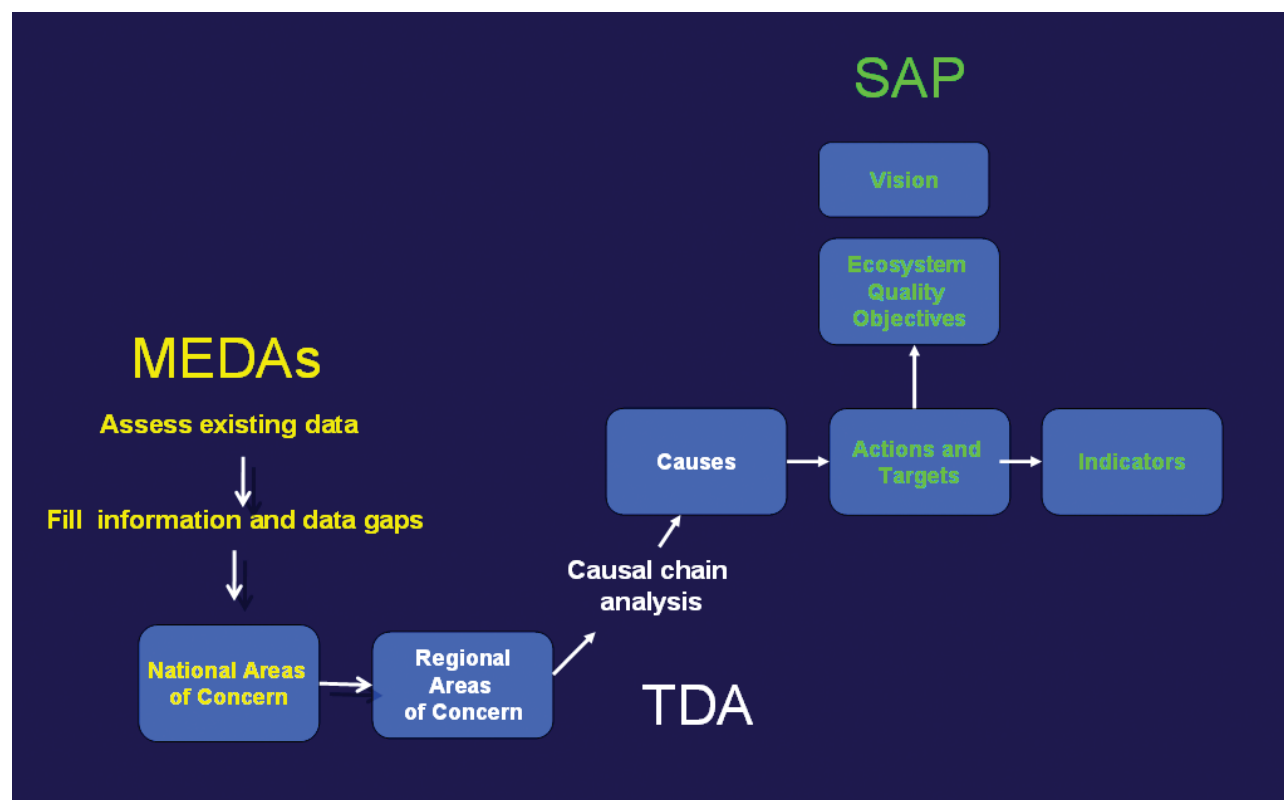 SAP
Vision
Ecosystem
Quality
Objectives
MEDAs
Assess existing data
Fill information and data gaps
National Areas
of Concern
Regional
Areas
of Concern
Causal chain
analysis
TDA
Causes
Actions and
Targets
Indicators